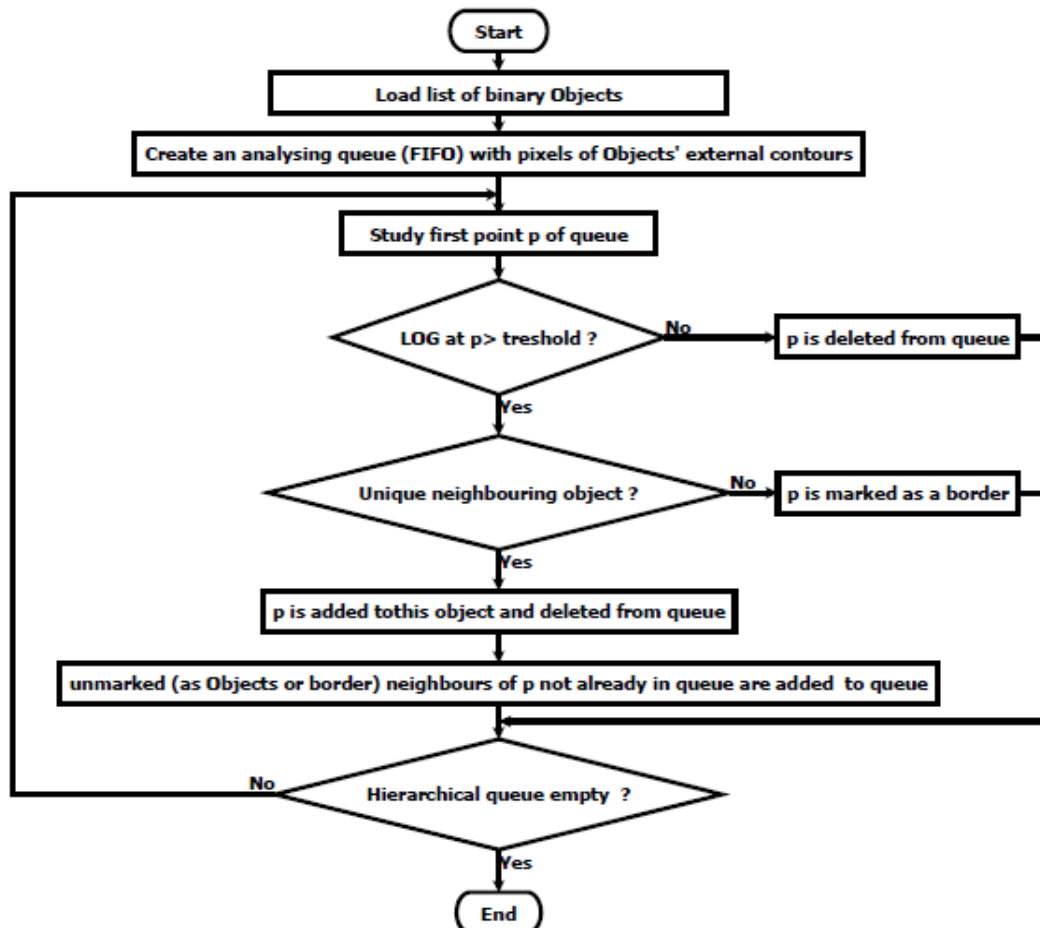 Start
Load list of binary Objects
Create an analysing queue (FIFO) with pixels of Objects' external contours
Study first point p of queue
LOG at p> treshold ?
No
p is deleted from queue
Yes
Unique neighbouring object ?
No
p is marked as a border
Yes
p is added tothis object and deleted from queue
unmarked (as Objects or border) neighbours of p not already in queue are added to queue
No
Hierarchical queue empty ?
Yes
End